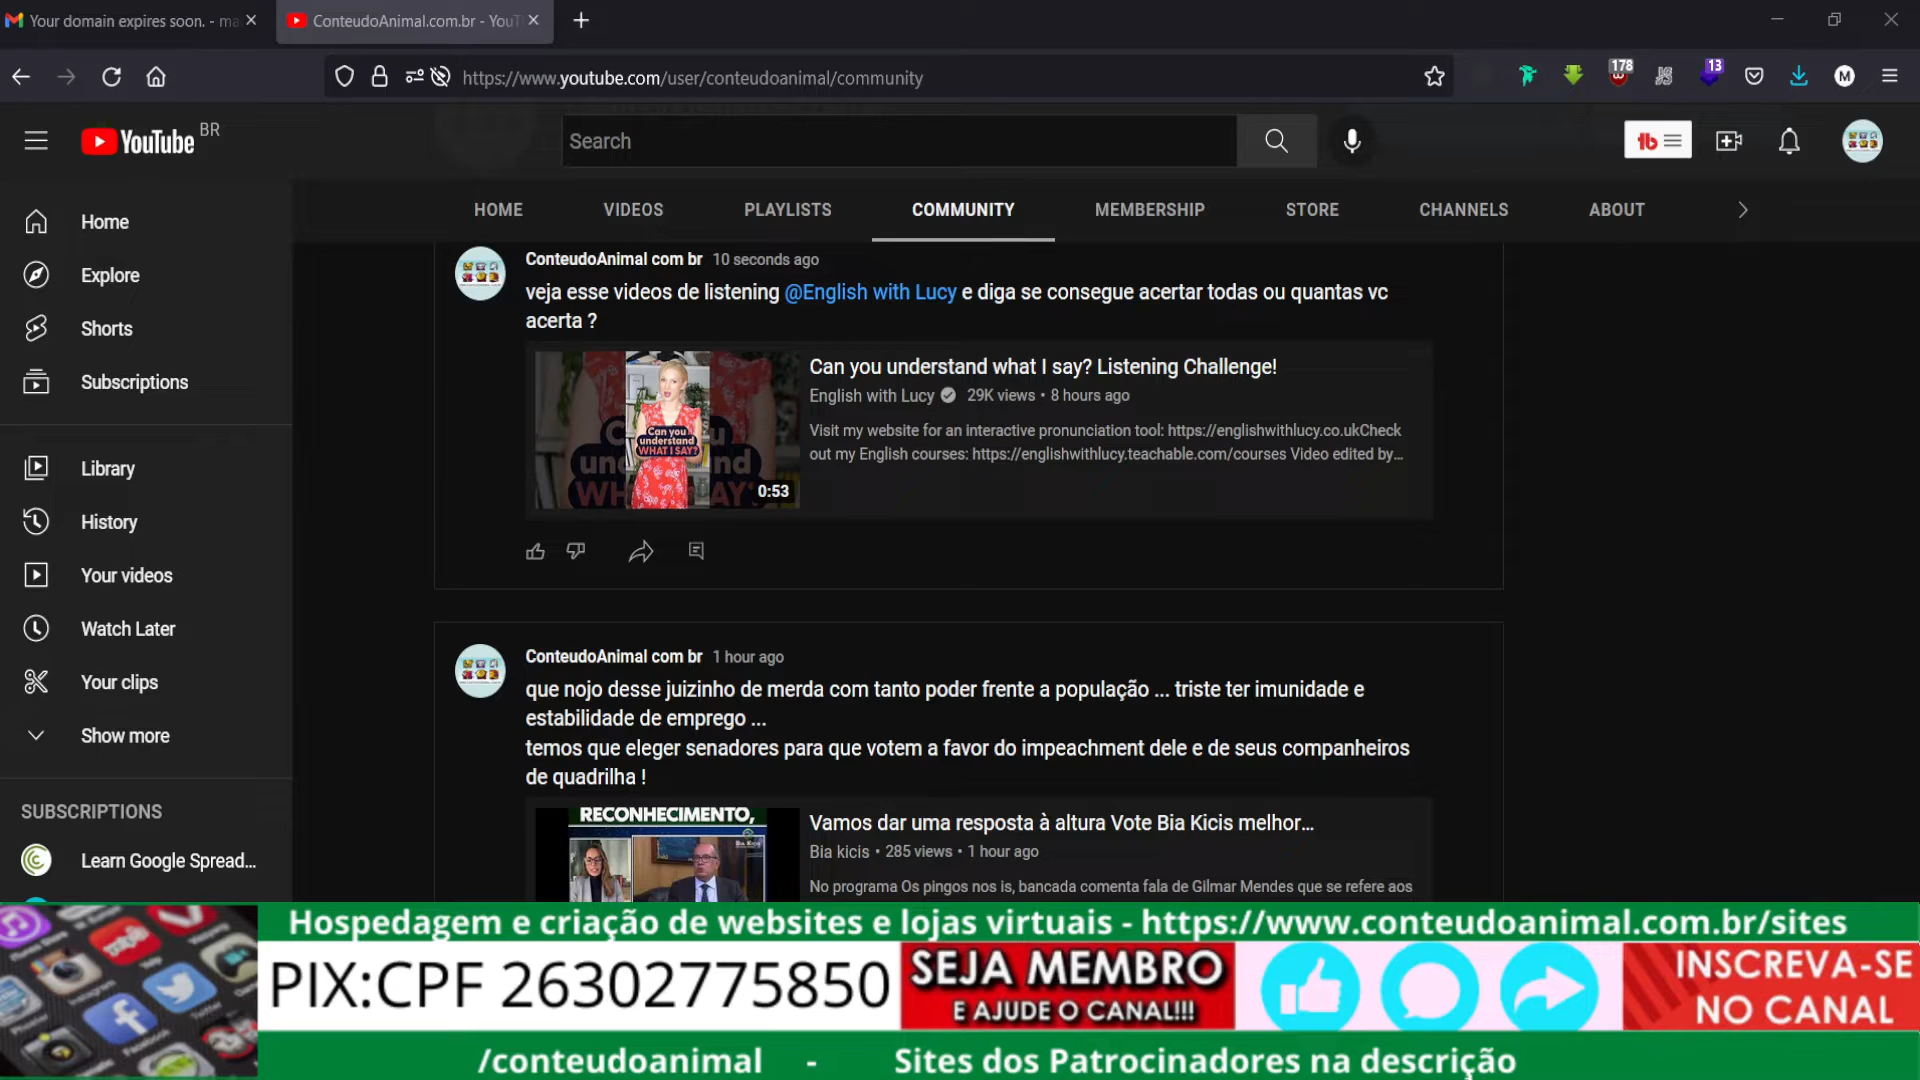 Your domain expires soon. - ma
ConteudoAnimal.com.br - YouT
https://www.youtube.com/user/conteudoanimal/community
178
13
M
YouTube BR
Search
Home
Explore
Shorts
Subscriptions
Library
History
Your videos
Watch Later
Your clips
Show more
SUBSCRIPTIONS
Learn Google Spread...
HOME VIDEOS PLAYLISTS COMMUNITY MEMBERSHIP STORE CHANNELS ABOUT
ConteudoAnimal com br 10 seconds ago
veja esse videos de listening @English with Lucy e diga se consegue acertar todas ou quantas vc
acerta ?
Can you
understand
WHAT I SAY?
0:53
Can you understand what I say? Listening Challenge!
English with Lucy 29K views • 8 hours ago
Visit my website for an interactive pronunciation tool: https://englishwithlucy.co.ukCheck
out my English courses: https://englishwithlucy.teachable.com/courses Video edited by...
ConteudoAnimal com br 1 hour ago
que nojo desse juizinho de merda com tanto poder frente a população ... triste ter imunidade e
estabilidade de emprego ...
temos que eleger senadores para que votem a favor do impeachment dele e de seus companheiros
de quadrilha !
RECONHECIMENTO,
Bia Kicis
Vamos dar uma resposta à altura Vote Bia Kicis melhor...
Bia kicis • 285 views • 1 hour ago
No programa Os pingos nos is, bancada comenta fala de Gilmar Mendes que se refere aos
Hospedagem e criação de websites e lojas virtuais - https://www.conteudoanimal.com.br/sites
PIX:CPF 26302775850
SEJA MEMBRO
E AJUDE O CANAL!!!
INSCREVA-SE
NO CANAL
/conteudoanimal - Sites dos Patrocinadores na descrição